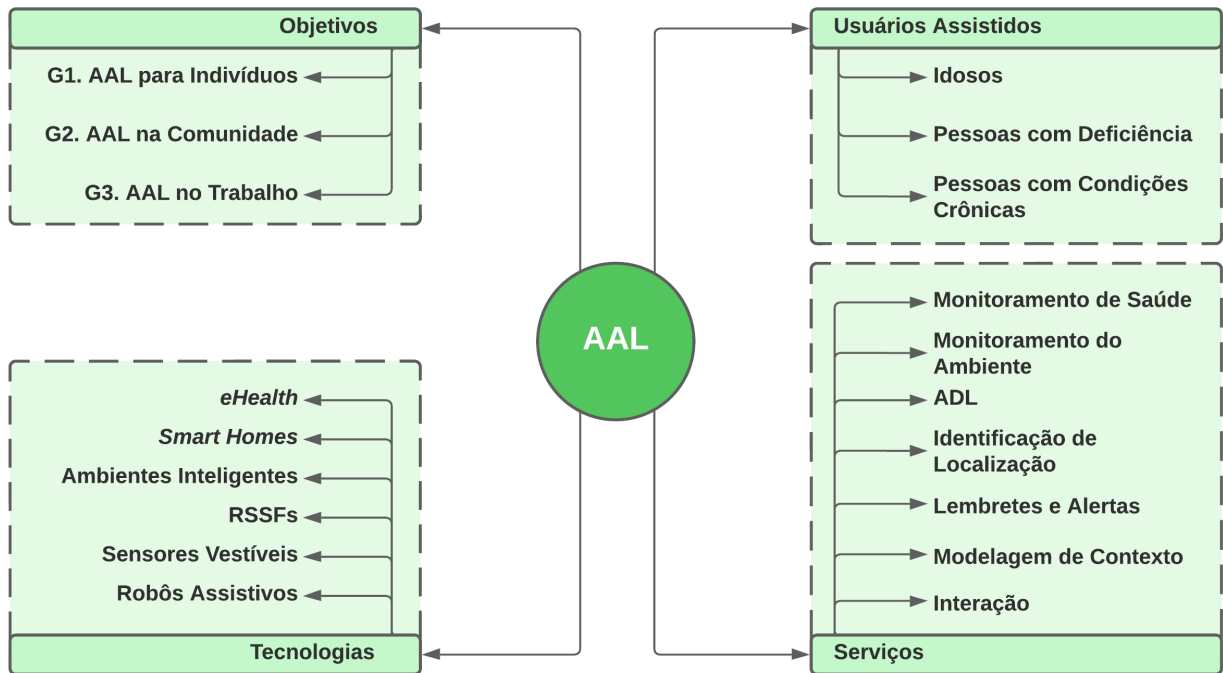 Objetivos
G1. AAL para Indivíduos
G2. AAL na Comunidade
G3. AAL no Trabalho
Usuários Assistidos
Idosos
Pessoas com Deficiência
Pessoas com Condições
Crônicas
AAL
eHealth
Smart Homes
Ambientes Inteligentes
RSSFs
Sensores Vestíveis
Robôs Assistivos
Tecnologias
Monitoramento de Saúde
Monitoramento do
Ambiente
ADL
Identificação de
Localização
Lembretes e Alertas
Modelagem de Contexto
Interação
Serviços